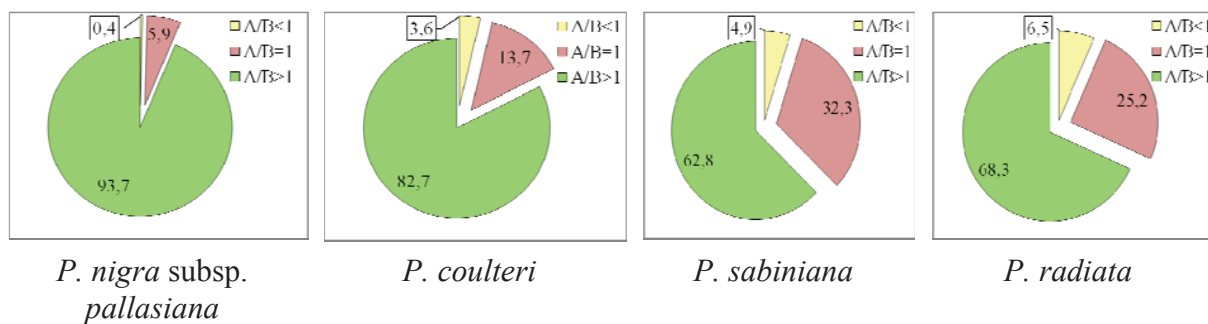 0,4
5,9
93,7
A/B<1
A/B=1
A/B>1
3,6
13,7
82,7
A/B<1
A/B=1
A/B>1
4,9
32,3
62,8
A/B<1
A/B=1
A/B>1
6,5
25,2
68,3
A/B<1
A/B=1
A/B>1
P. nigra subsp.
pallasiana
P. coulteri
P. sabiniana
P. radiata